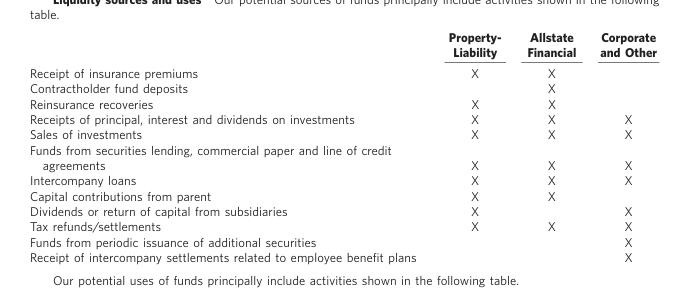 Liquidity sources and uses Our potential sources of funds principally include activities shown in the following
table.
Property- Allstate Corporate
Liability Financial and Other
Receipt of insurance premiums X X
Contractholder fund deposits X
Reinsurance recoveries X X
Receipts of principal, interest and dividends on investments X X X
Sales of investments X X X
Funds from securities lending, commercial paper and line of credit
agreements X X X
Intercompany loans X X X
Capital contributions from parent X X
Dividends or return of capital from subsidiaries X X
Tax refunds/settlements X X X
Funds from periodic issuance of additional securities X
Receipt of intercompany settlements related to employee benefit plans X
Our potential uses of funds principally include activities shown in the following table.